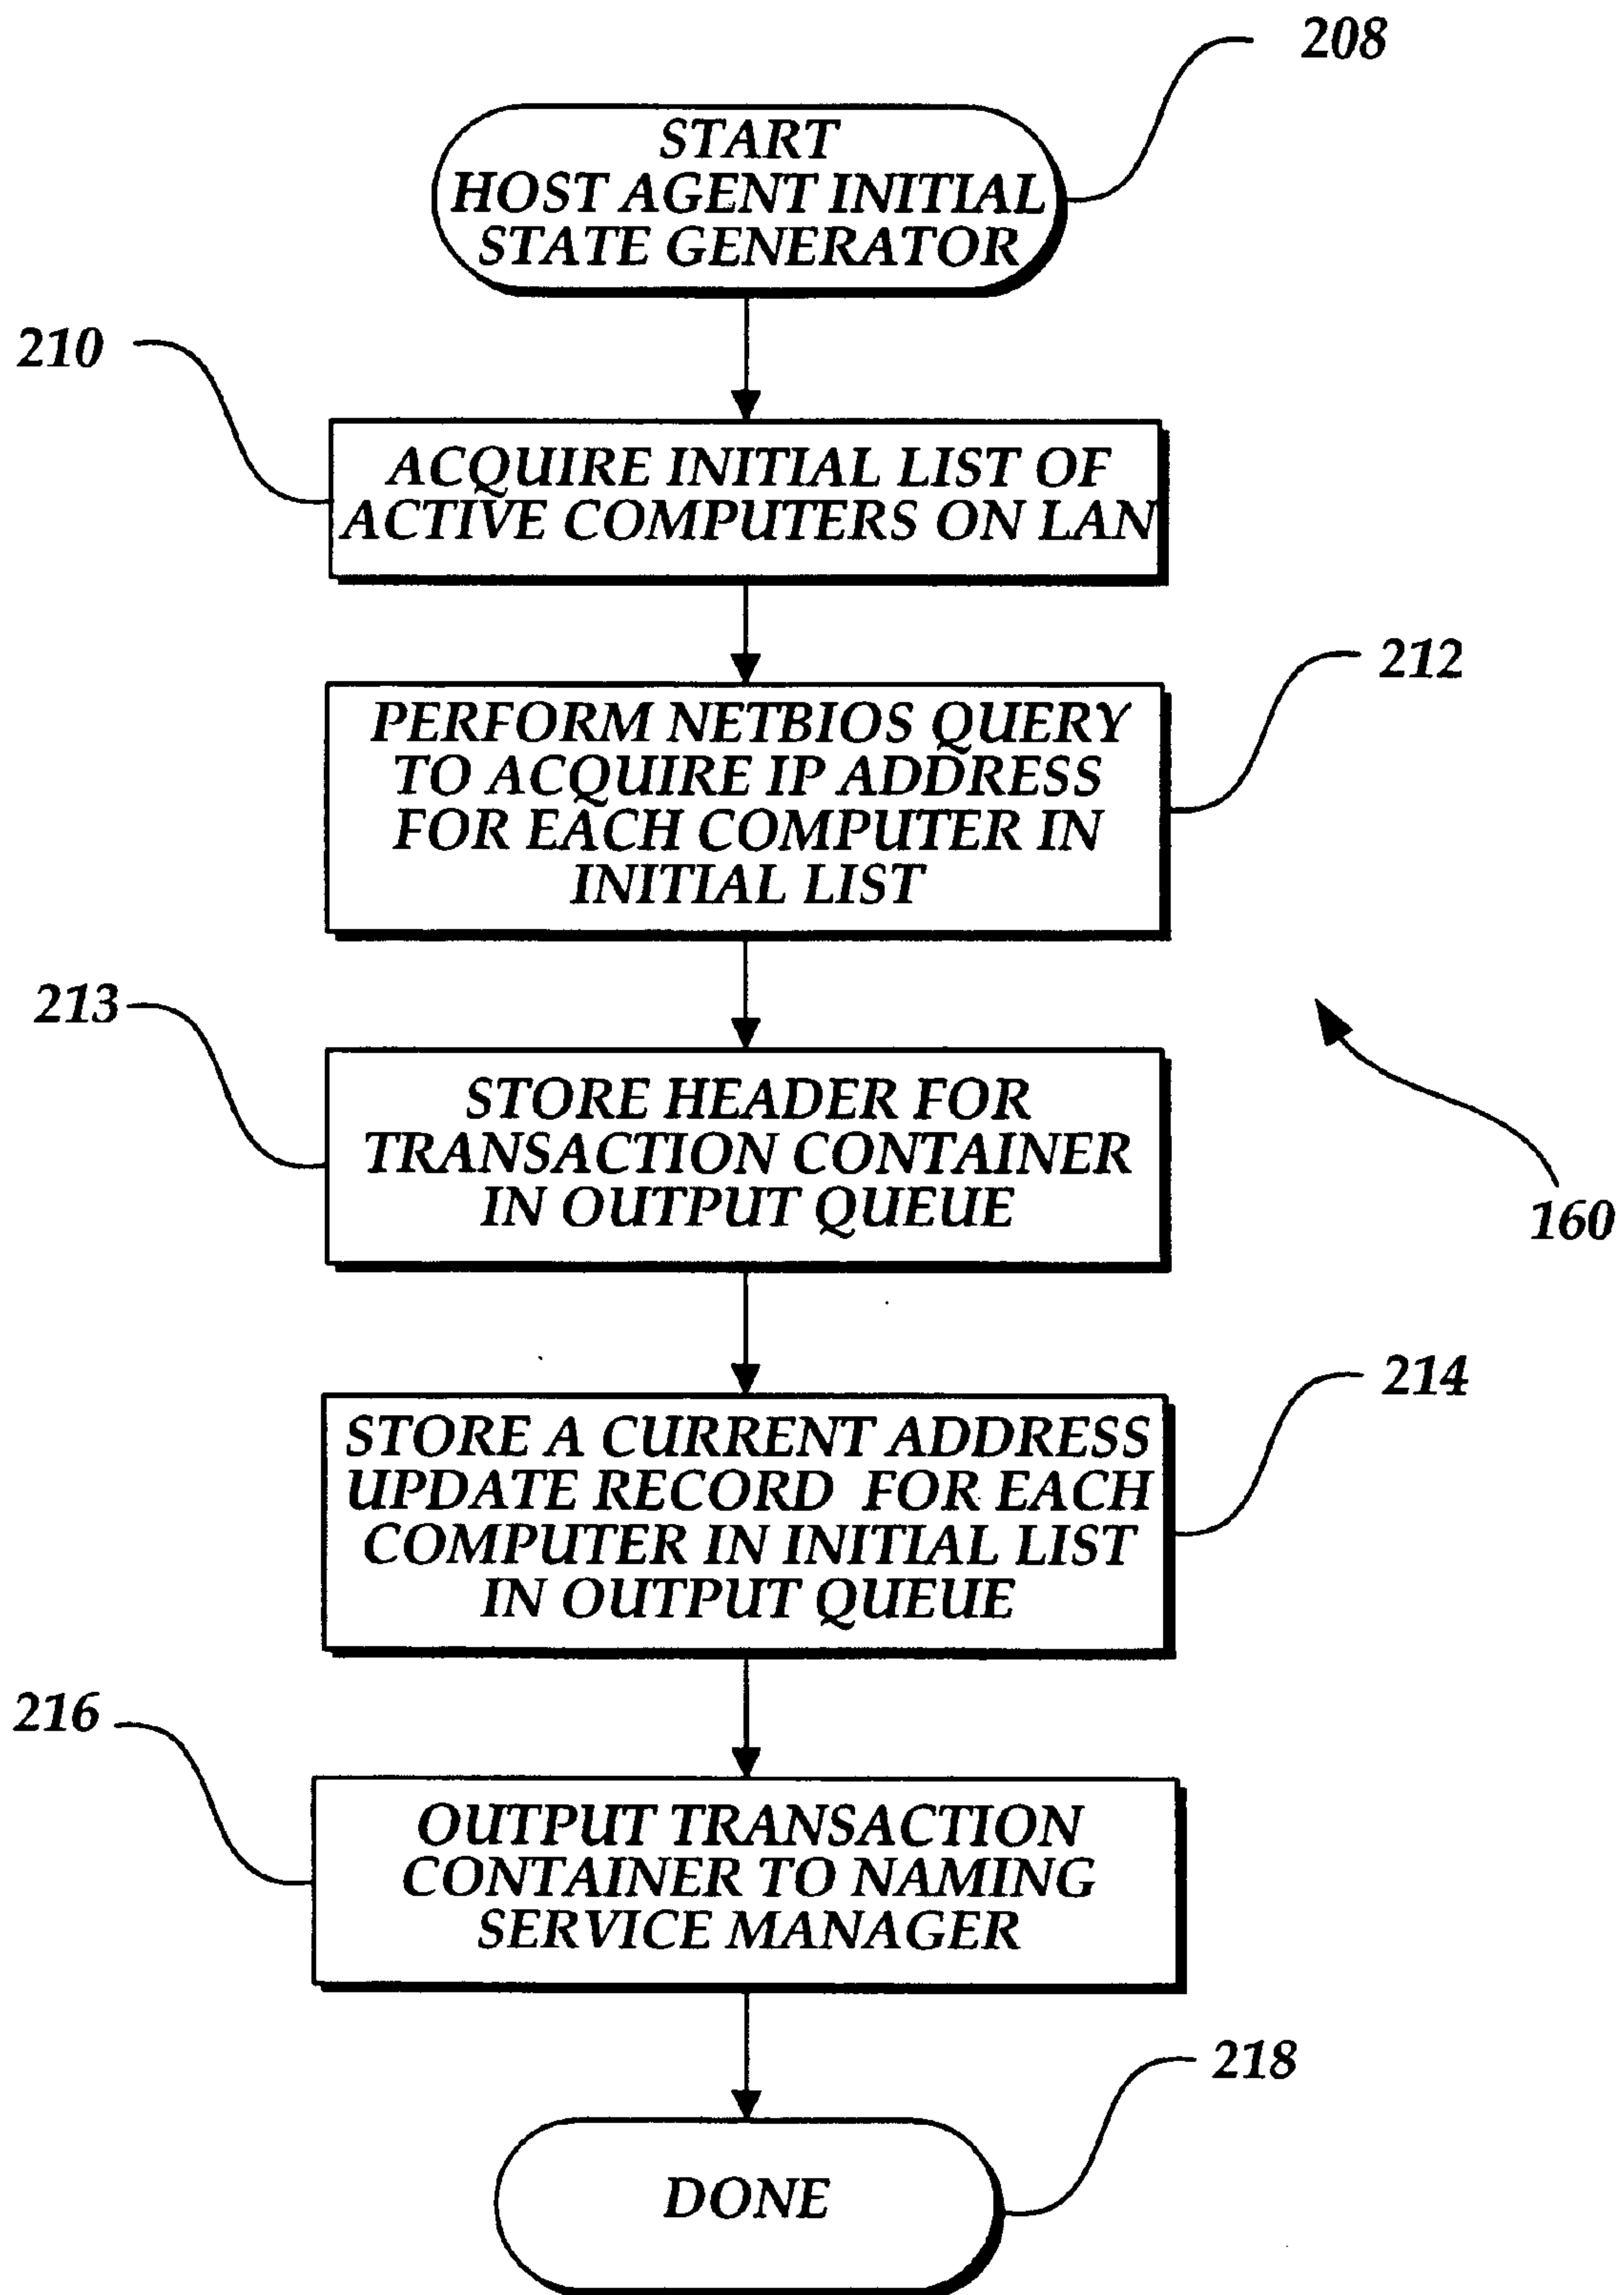 208
START
HOST AGENT INITIAL
STATE GENERATOR
210
ACQUIRE INITIAL LIST OF
ACTIVE COMPUTERS ON LAN
212
PERFORM NETBIOS QUERY
TO ACQUIRE IP ADDRESS
FOR EACH COMPUTER IN
INITIAL LIST
213
STORE HEADER FOR
TRANSACTION CONTAINER
IN OUTPUT QUEUE
160
214
STORE A CURRENT ADDRESS
UPDATE RECORD FOR EACH
COMPUTER IN INITIAL LIST
IN OUTPUT QUEUE
216
OUTPUT TRANSACTION
CONTAINER TO NAMING
SERVICE MANAGER
218
DONE